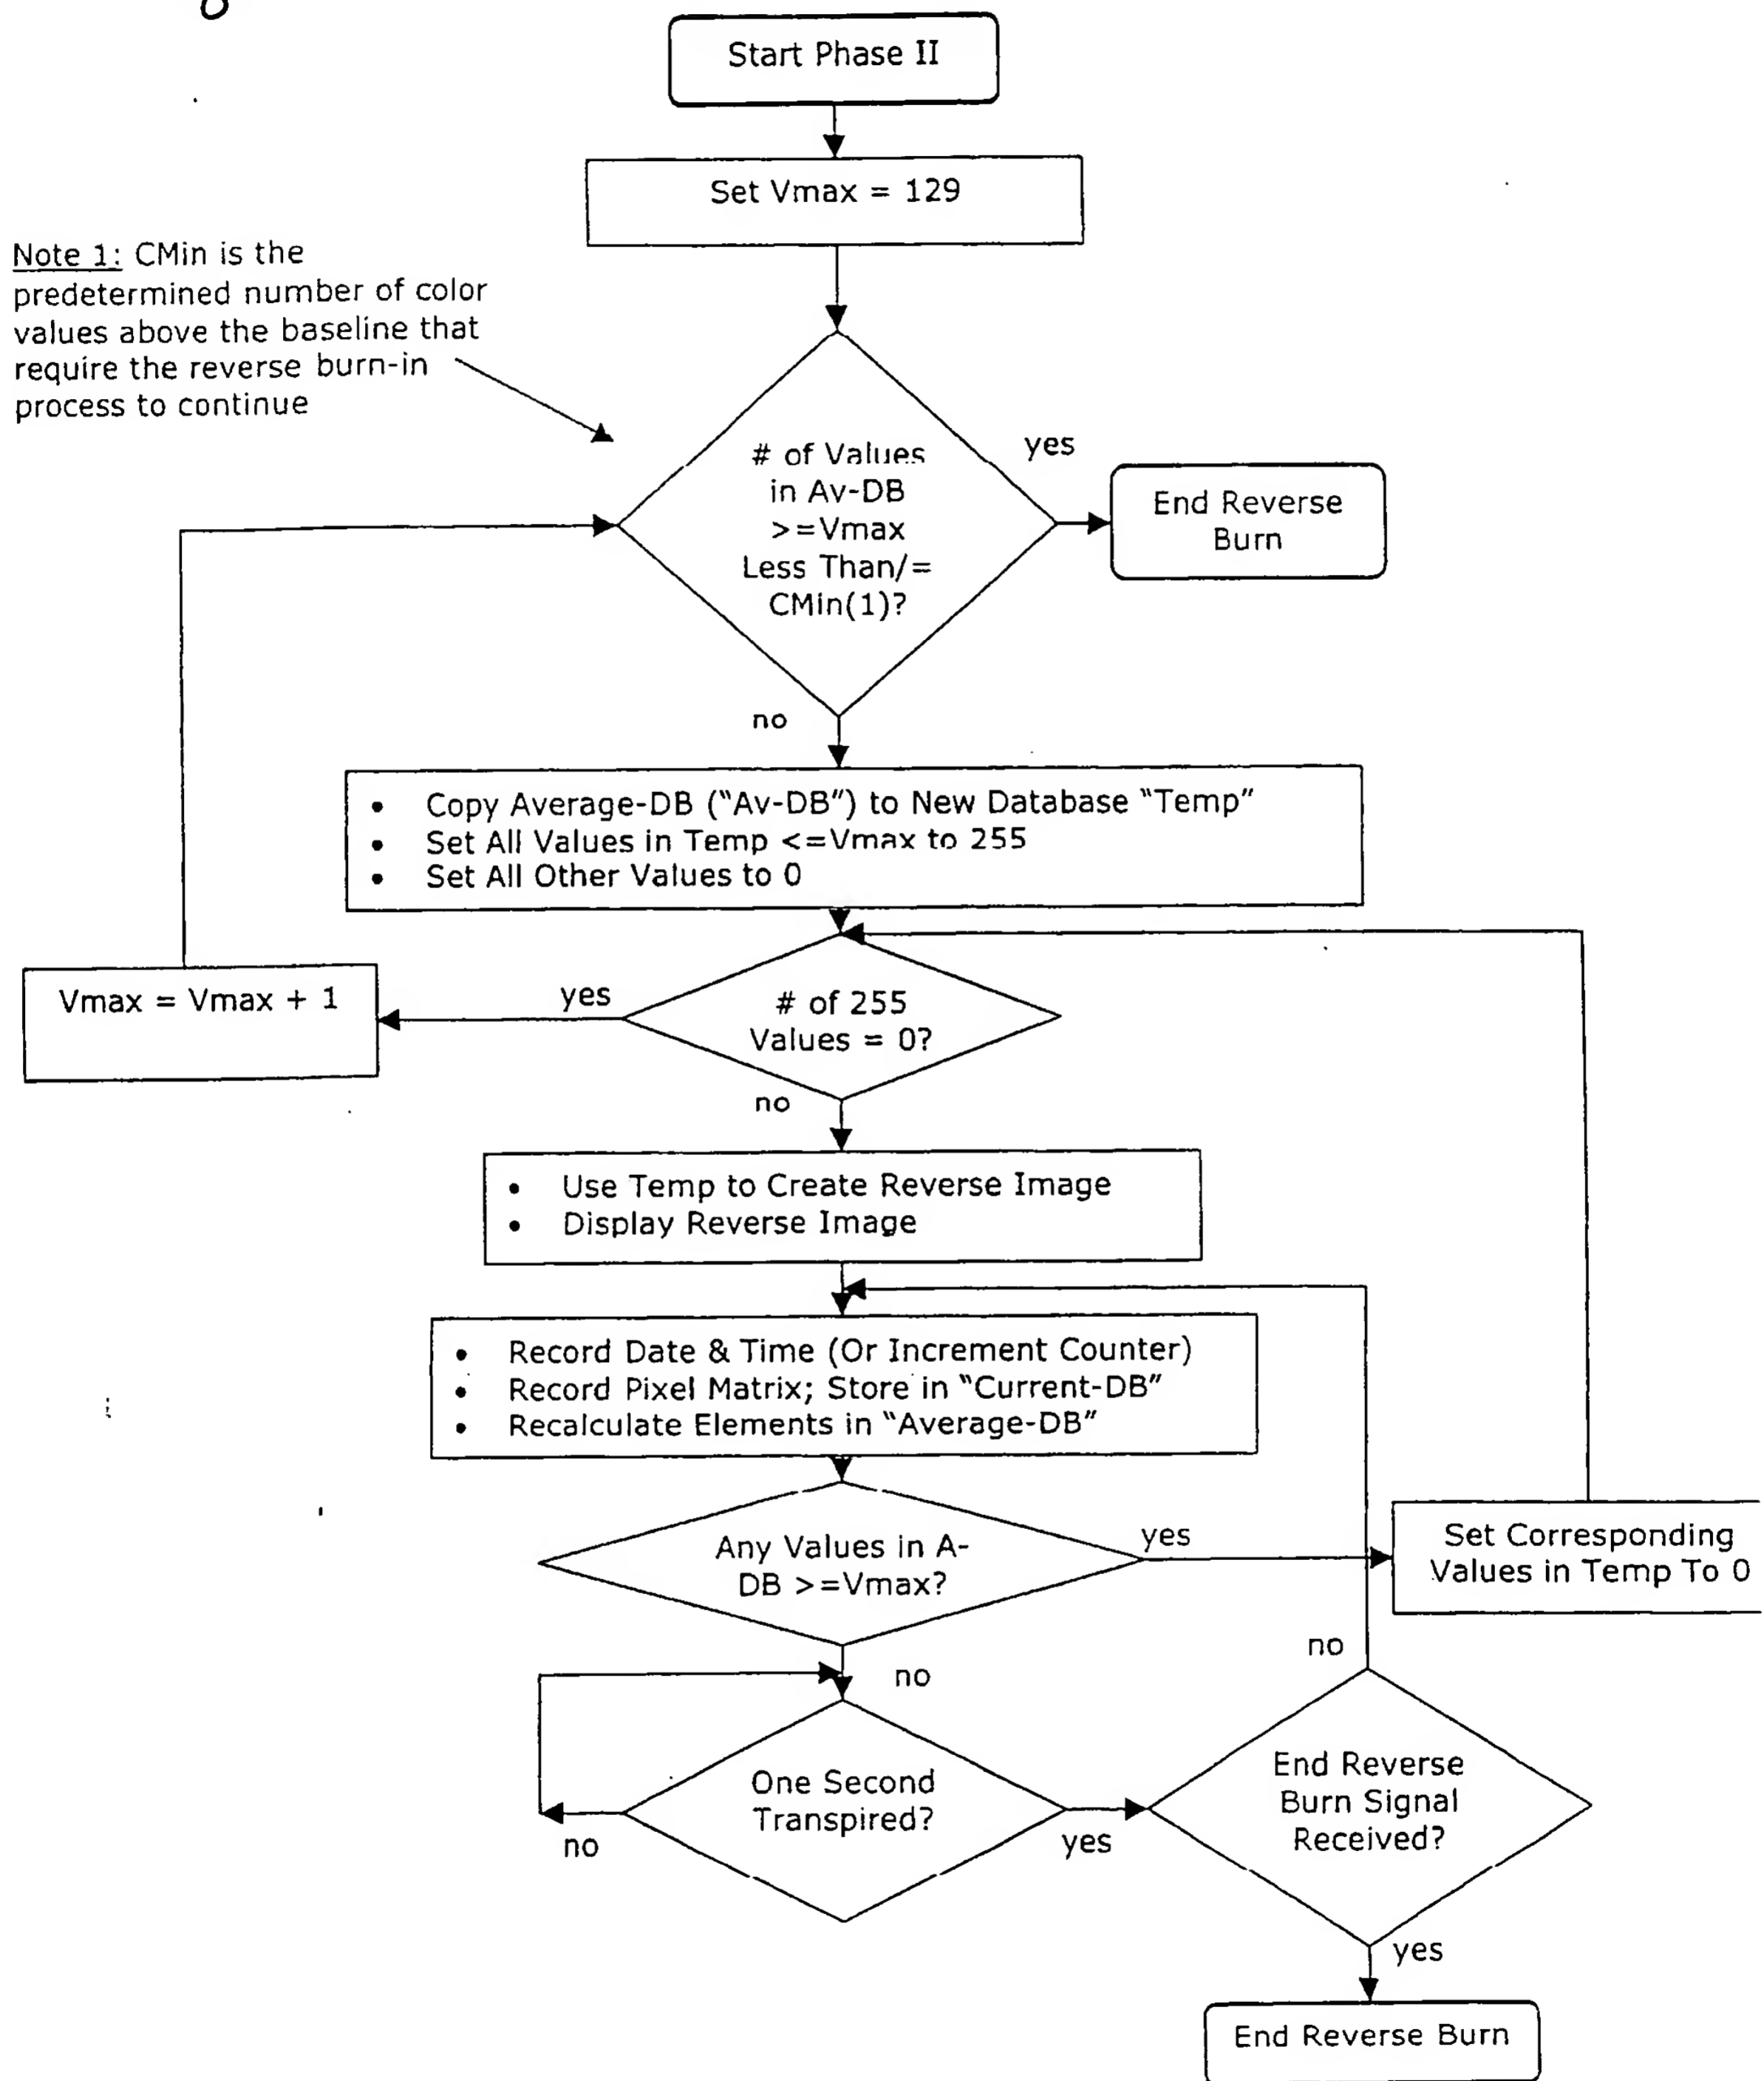 Start Phase II
Set Vmax = 129
Note 1: CMin is the
predetermined number of color
values above the baseline that
require the reverse burn-in
process to continue
# of Values
in Av-DB
>=Vmax
Less Than/=
CMin(1)?
yes
End Reverse
Burn
no
• Copy Average-DB ("Av-DB") to New Database "Temp"
• Set All Values in Temp <=Vmax to 255
• Set All Other Values to 0
Vmax = Vmax + 1
yes
# of 255
Values = 0?
no
• Use Temp to Create Reverse Image
• Display Reverse Image
• Record Date & Time (Or Increment Counter)
• Record Pixel Matrix; Store in "Current-DB"
• Recalculate Elements in "Average-DB"
Any Values in A-
DB >=Vmax?
yes
Set Corresponding
Values in Temp To 0
no
no
One Second
Transpired?
no
yes
End Reverse
Burn Signal
Received?
yes
End Reverse Burn